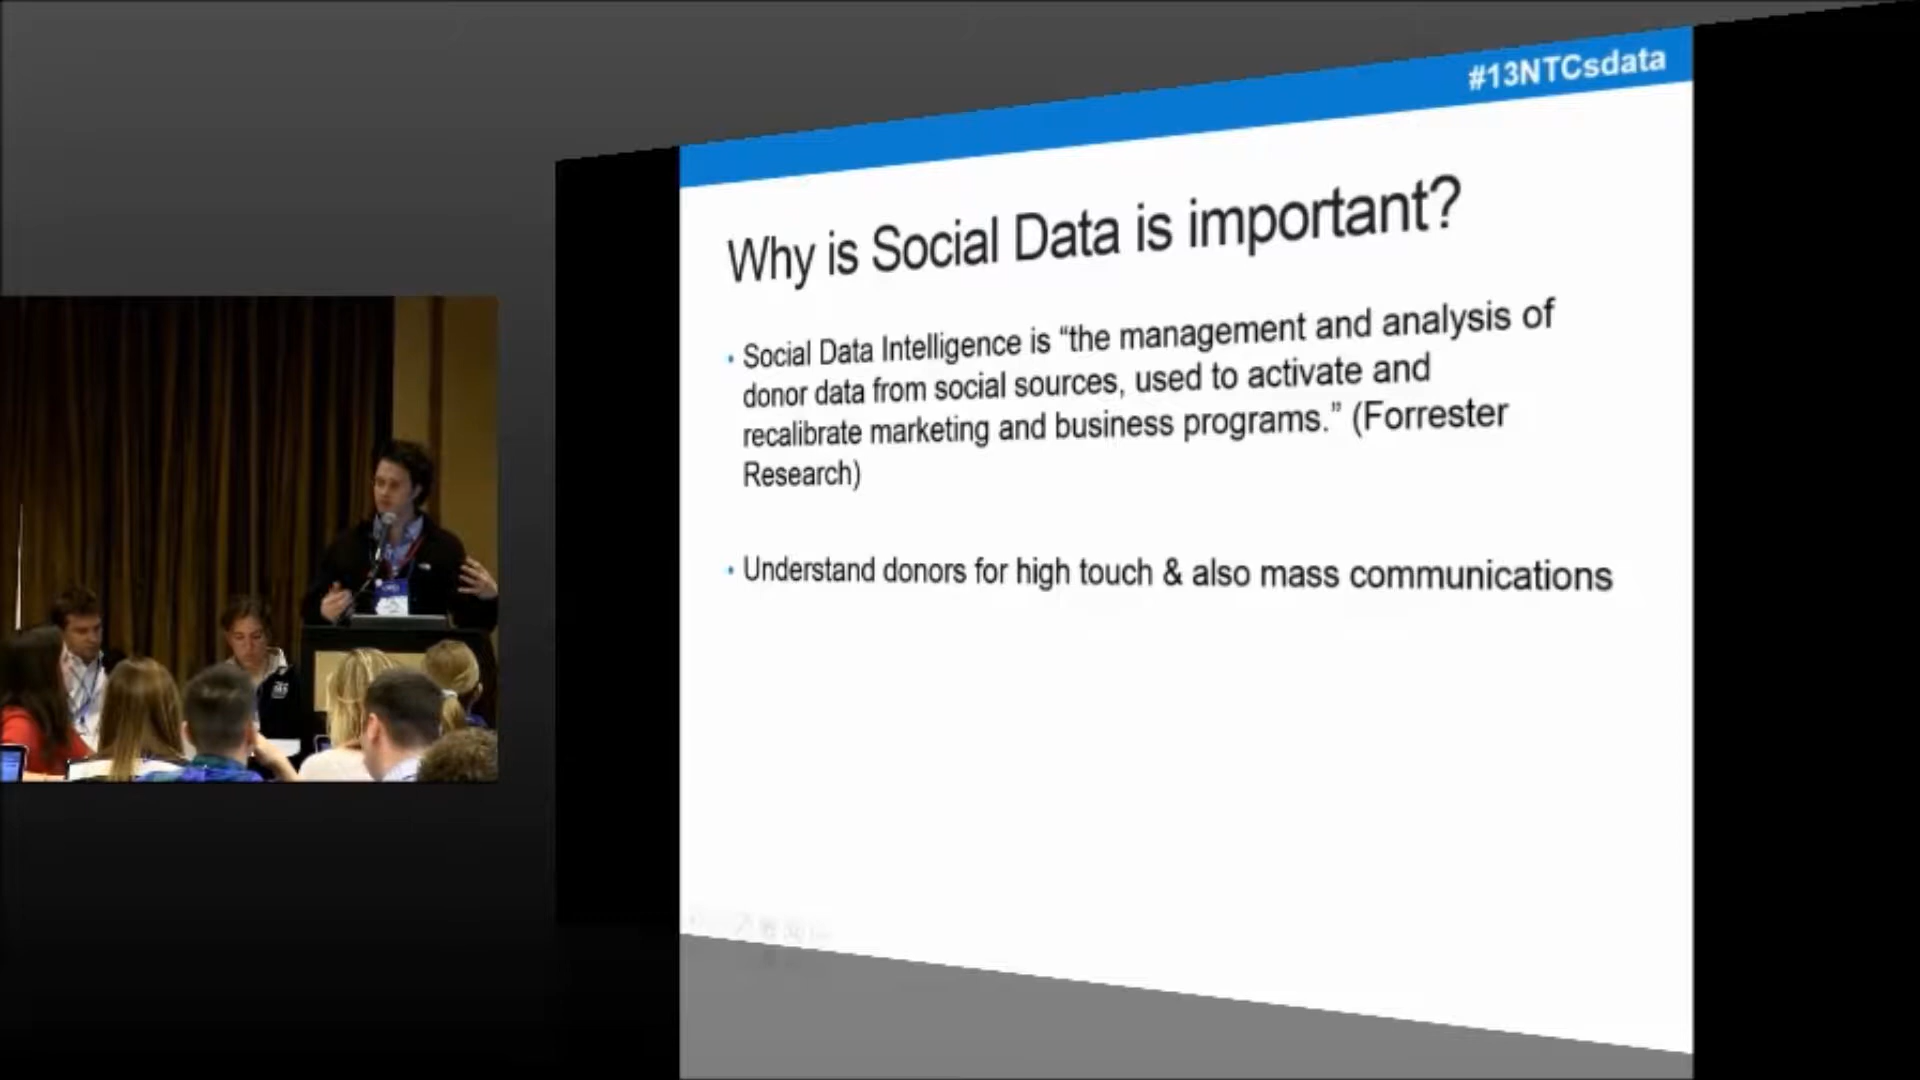 #13NTCsdata
Why is Social Data is important?
• Social Data Intelligence is “the management and analysis of
donor data from social sources, used to activate and
recalibrate marketing and business programs.” (Forrester
Research)
• Understand donors for high touch & also mass communications